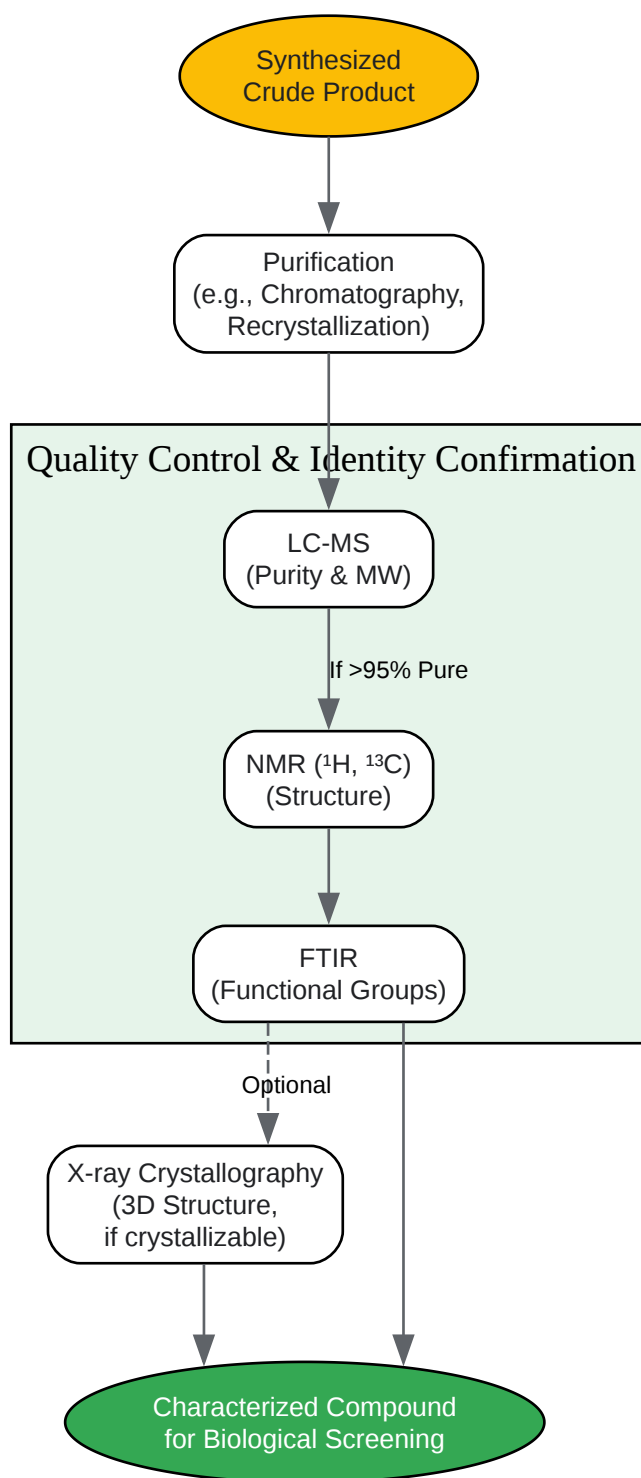 Synthesized
Crude Product
Purification
(e.g., Chromatography,
Recrystallization)
Quality Control & Identity Confirmation
LC-MS
(Purity & MW)
If >95% Pure
NMR (¹H, ¹³C)
(Structure)
FTIR
(Functional Groups)
Optional
X-ray Crystallography
(3D Structure,
if crystallizable)
Characterized Compound
for Biological Screening